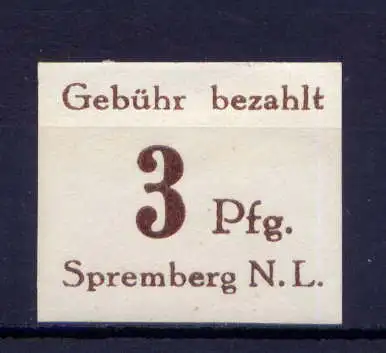 Gebühr bezahlt
3 Pfg.
Spremberg N. L.